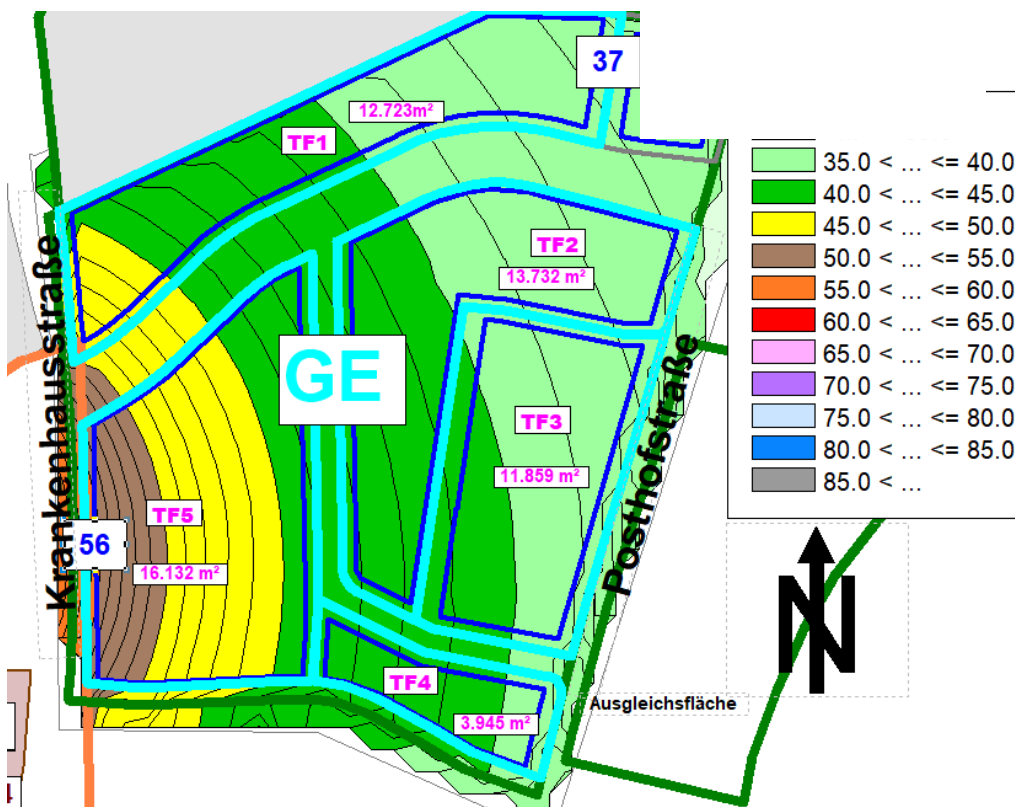 37
12.723m²
TF1
35.0 < ... <= 40.0
40.0 < ... <= 45.0
45.0 < ... <= 50.0
50.0 < ... <= 55.0
55.0 < ... <= 60.0
60.0 < ... <= 65.0
65.0 < ... <= 70.0
70.0 < ... <= 75.0
75.0 < ... <= 80.0
80.0 < ... <= 85.0
85.0 < ...
TF2
13.732 m²
Krankenhausstraße
GE
Posthofstraße
TF3
11.859 m²
TF5
56
16.132 m²
N
TF4
3.945 m²
Ausgleichsfläche